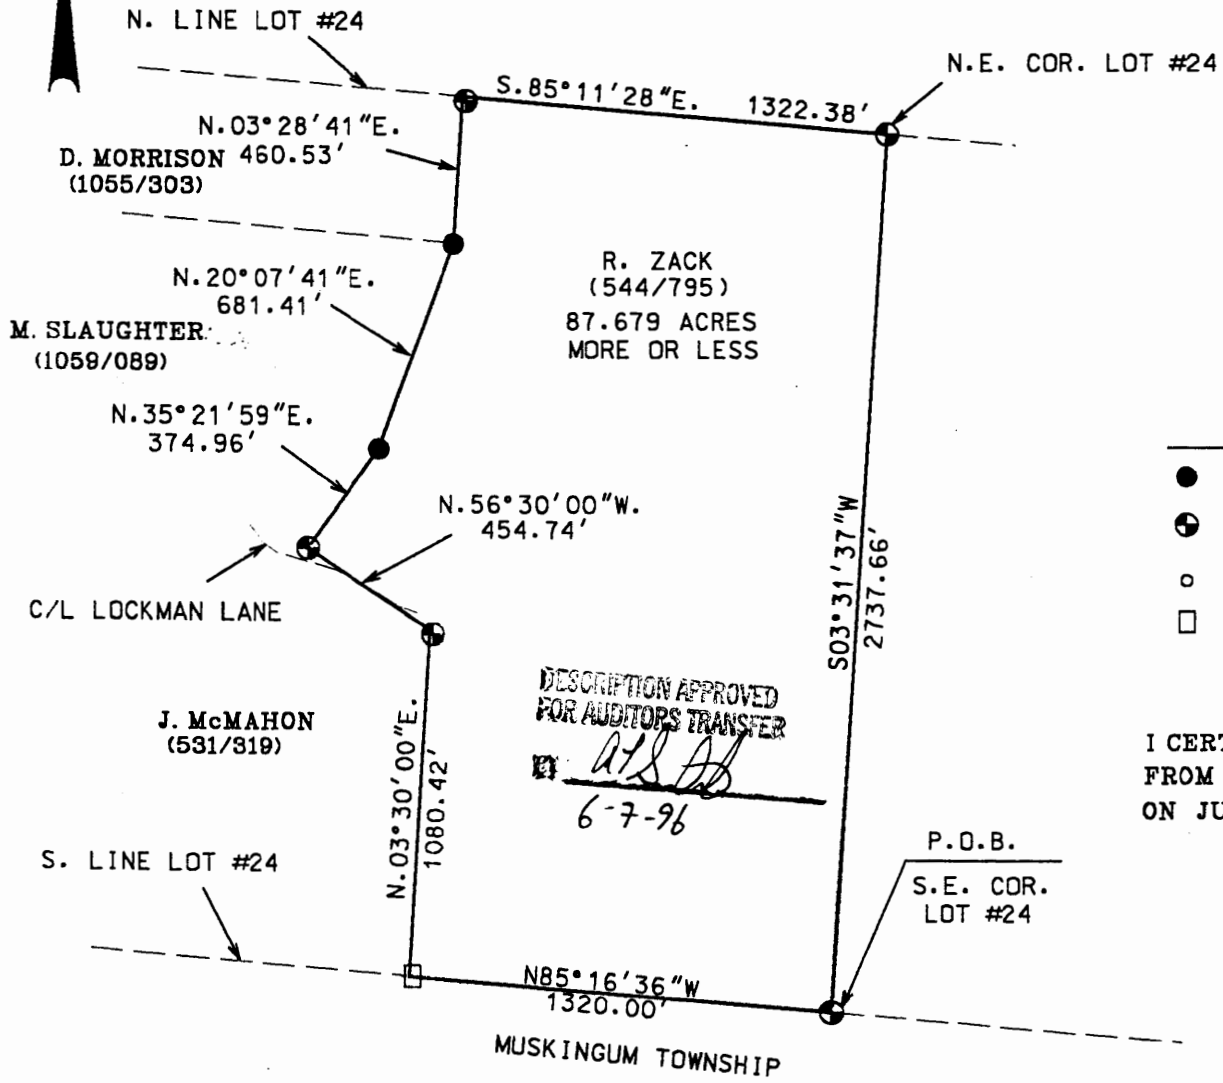 N. LINE LOT #24
N.E. COR. LOT #24
S.85°11'28"E. 1322.38'
N.03°28'41"E.
460.53'
D. MORRISON
(1055/303)
N.20°07'41"E.
681.41'
M. SLAUGHTER
(1059/089)
R. ZACK
(544/795)
87.679 ACRES
MORE OR LESS
N.35°21'59"E.
374.96'
N.56°30'00"W.
454.74'
C/L LOCKMAN LANE
S03°31'37"W
2737.66'
J. McMAHON
(531/319)
N.03°30'00"E.
1080.42'
DESCRIPTION APPROVED
FOR AUDITORS TRANSFER
6-7-96
I CERT
FROM
ON JU
S. LINE LOT #24
P.O.B.
S.E. COR.
LOT #24
N85°16'36"W
1320.00'
MUSKINGUM TOWNSHIP